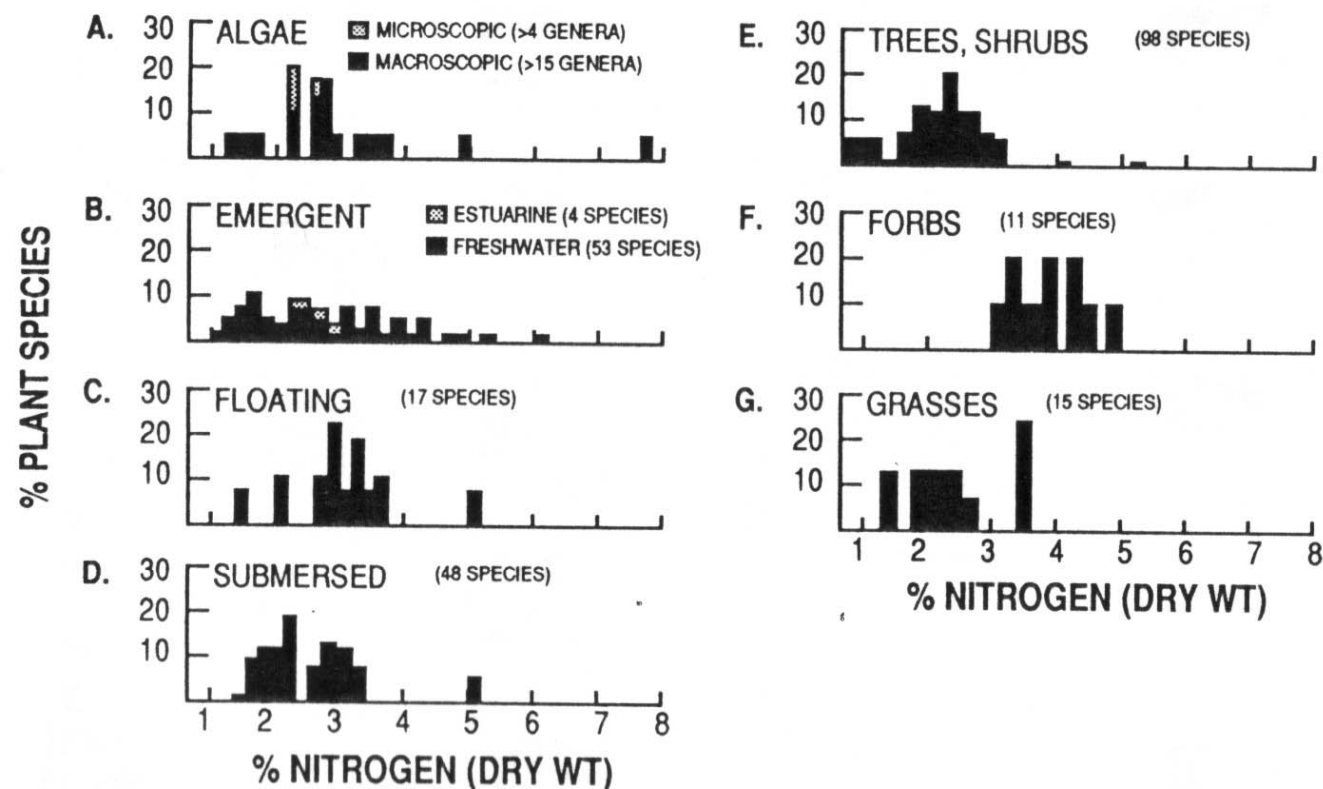 % PLANT SPECIES
A.
30
20
10
ALGAE
MICROSCOPIC (>4 GENERA)
MACROSCOPIC (>15 GENERA)
B.
30
20
10
EMERGENT
ESTUARINE (4 SPECIES)
FRESHWATER (53 SPECIES)
C.
30
20
10
FLOATING (17 SPECIES)
D.
30
20
10
SUBMERSED (48 SPECIES)
1 2 3 4 5 6 7 8
% NITROGEN (DRY WT)
E.
30
20
10
TREES, SHRUBS (98 SPECIES)
F.
30
20
10
FORBS (11 SPECIES)
G.
30
20
10
GRASSES (15 SPECIES)
1 2 3 4 5 6 7 8
% NITROGEN (DRY WT)